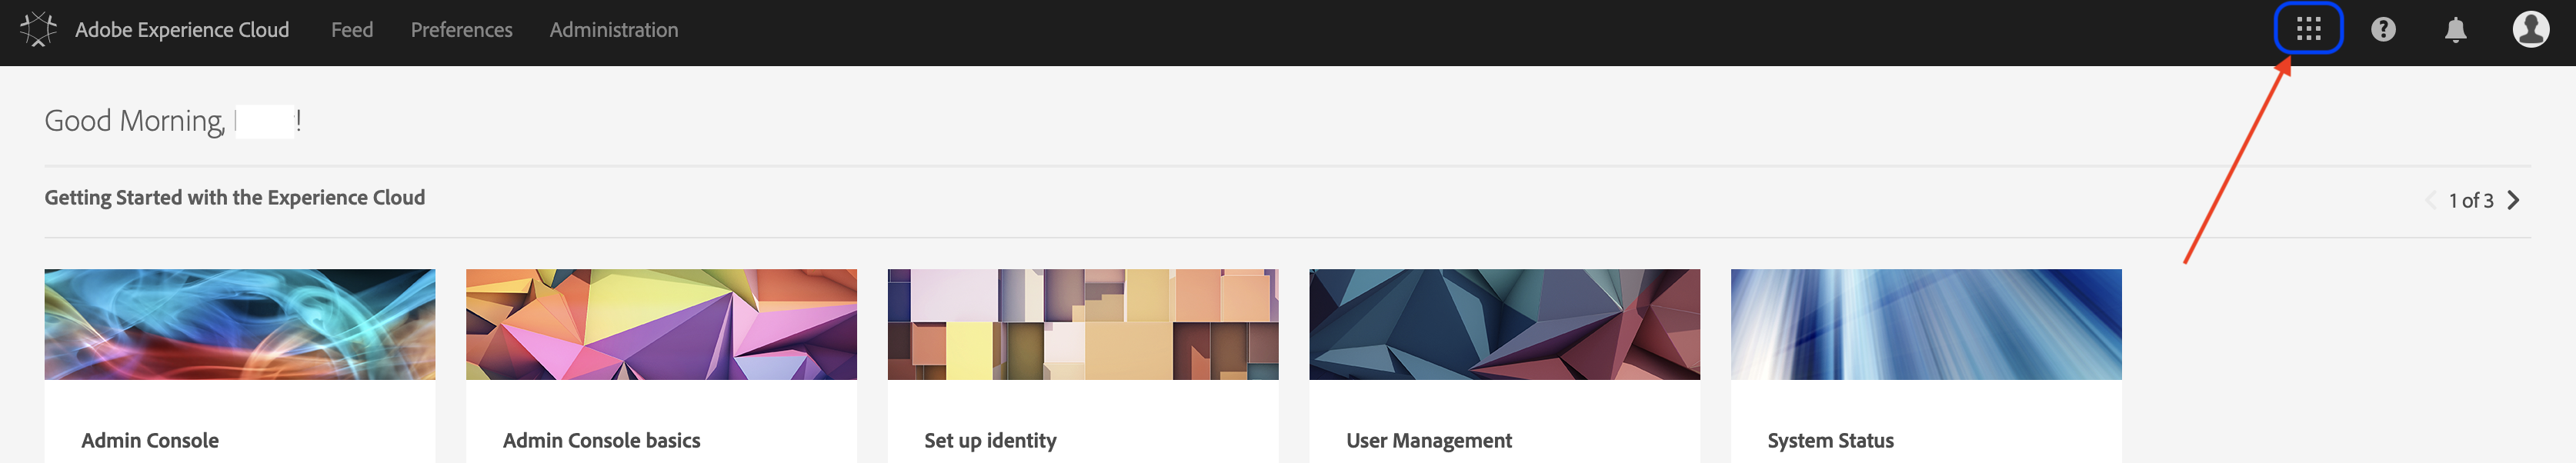 Adobe Experience Cloud Feed Preferences Administration
Good Morning, !
Getting Started with the Experience Cloud
1 of 3
Admin Console
Admin Console basics
Set up identity
User Management
System Status